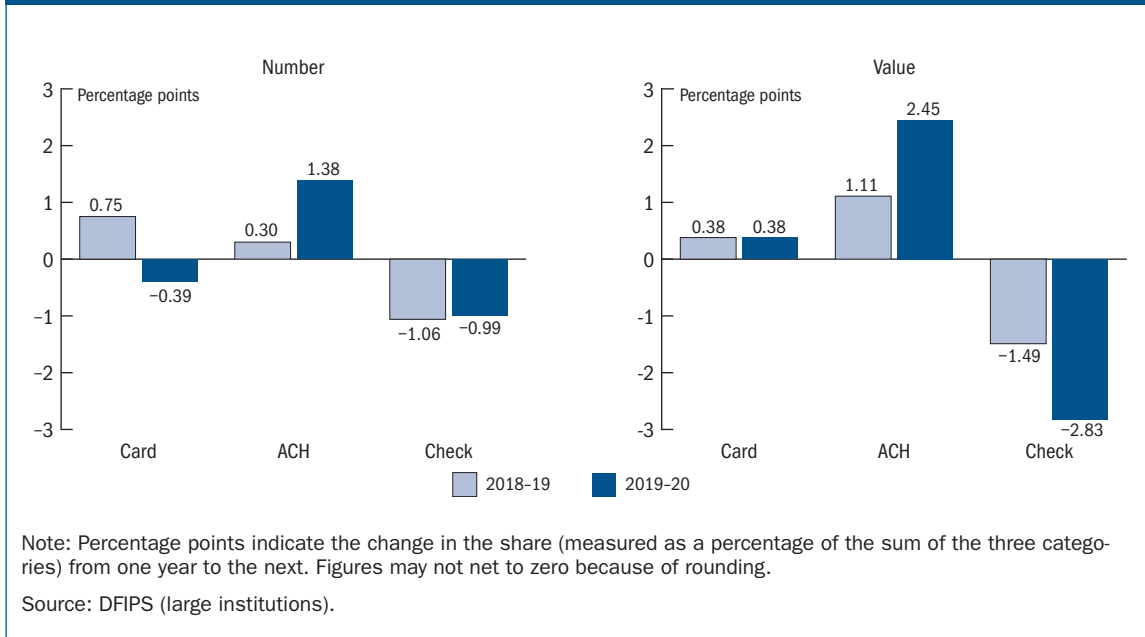 Number
3
Percentage points
2
1
0
−1
−2
−3
0.75
−0.39
0.30
1.38
−1.06
−0.99
Card
ACH
Check
Value
3
Percentage points
2
1
0
-1
-2
-3
0.38
0.38
1.11
2.45
−1.49
−2.83
Card
ACH
Check
2018–19
2019–20
Note: Percentage points indicate the change in the share (measured as a percentage of the sum of the three catego-
ries) from one year to the next. Figures may not net to zero because of rounding.
Source: DFIPS (large institutions).